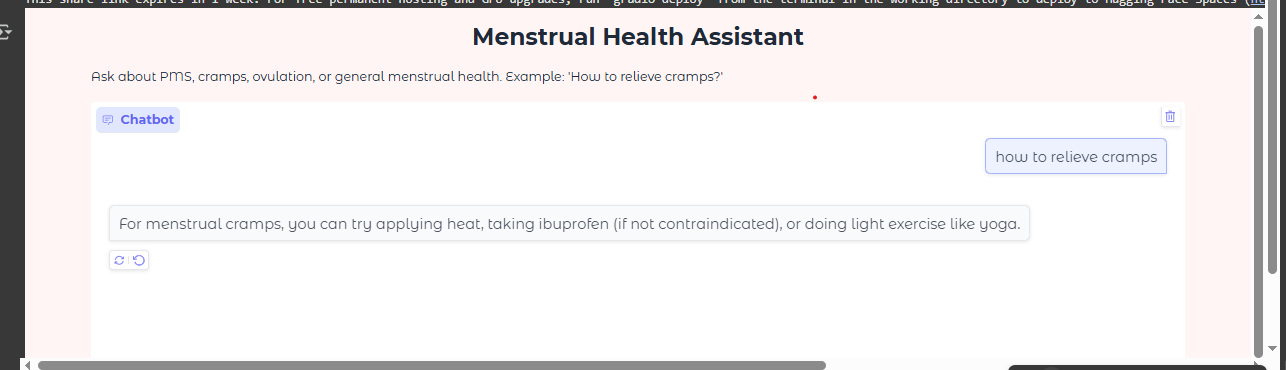 This share link expires in 1 week. For free permanent hosting and GPU upgrades, run `gradio deploy` from the terminal in the working directory to deploy to Hugging Face Spaces (
Menstrual Health Assistant
Ask about PMS, cramps, ovulation, or general menstrual health. Example: 'How to relieve cramps?'
Chatbot
how to relieve cramps
For menstrual cramps, you can try applying heat, taking ibuprofen (if not contraindicated), or doing light exercise like yoga.